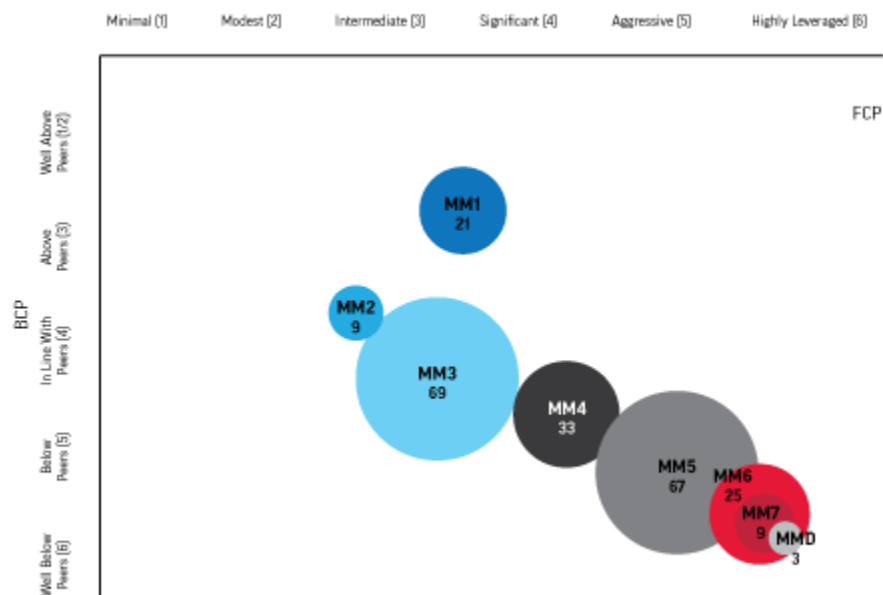 Minimal (1)
Modest (2)
Intermediate (3)
Significant (4)
Aggressive (5)
Highly Leveraged (6)
FCP
BCP
Well Above
Peers (1/2)
Above
Peers (3)
In Line With
Peers (4)
Below
Peers (5)
Well Below
Peers (6)
MM1
21
MM2
9
MM3
69
MM4
33
MM5
67
MM6
25
MM7
9
MMD
3